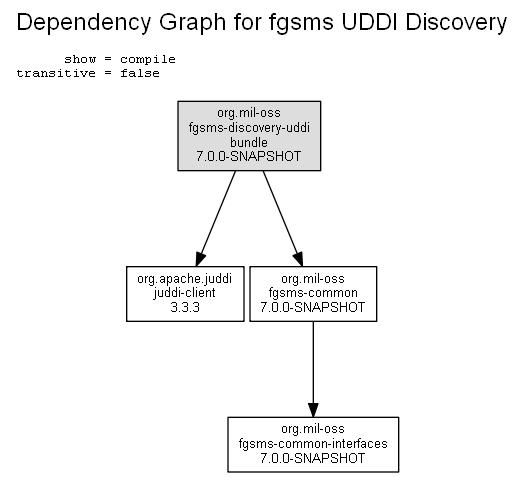 Dependency Graph for fgsms UDDI Discovery
show = compile
transitive = false
org.mil-oss
fgsms-discovery-uddi
bundle
7.0.0-SNAPSHOT
org.apache.juddi
juddi-client
3.3.3
org.mil-oss
fgsms-common
7.0.0-SNAPSHOT
org.mil-oss
fgsms-common-interfaces
7.0.0-SNAPSHOT